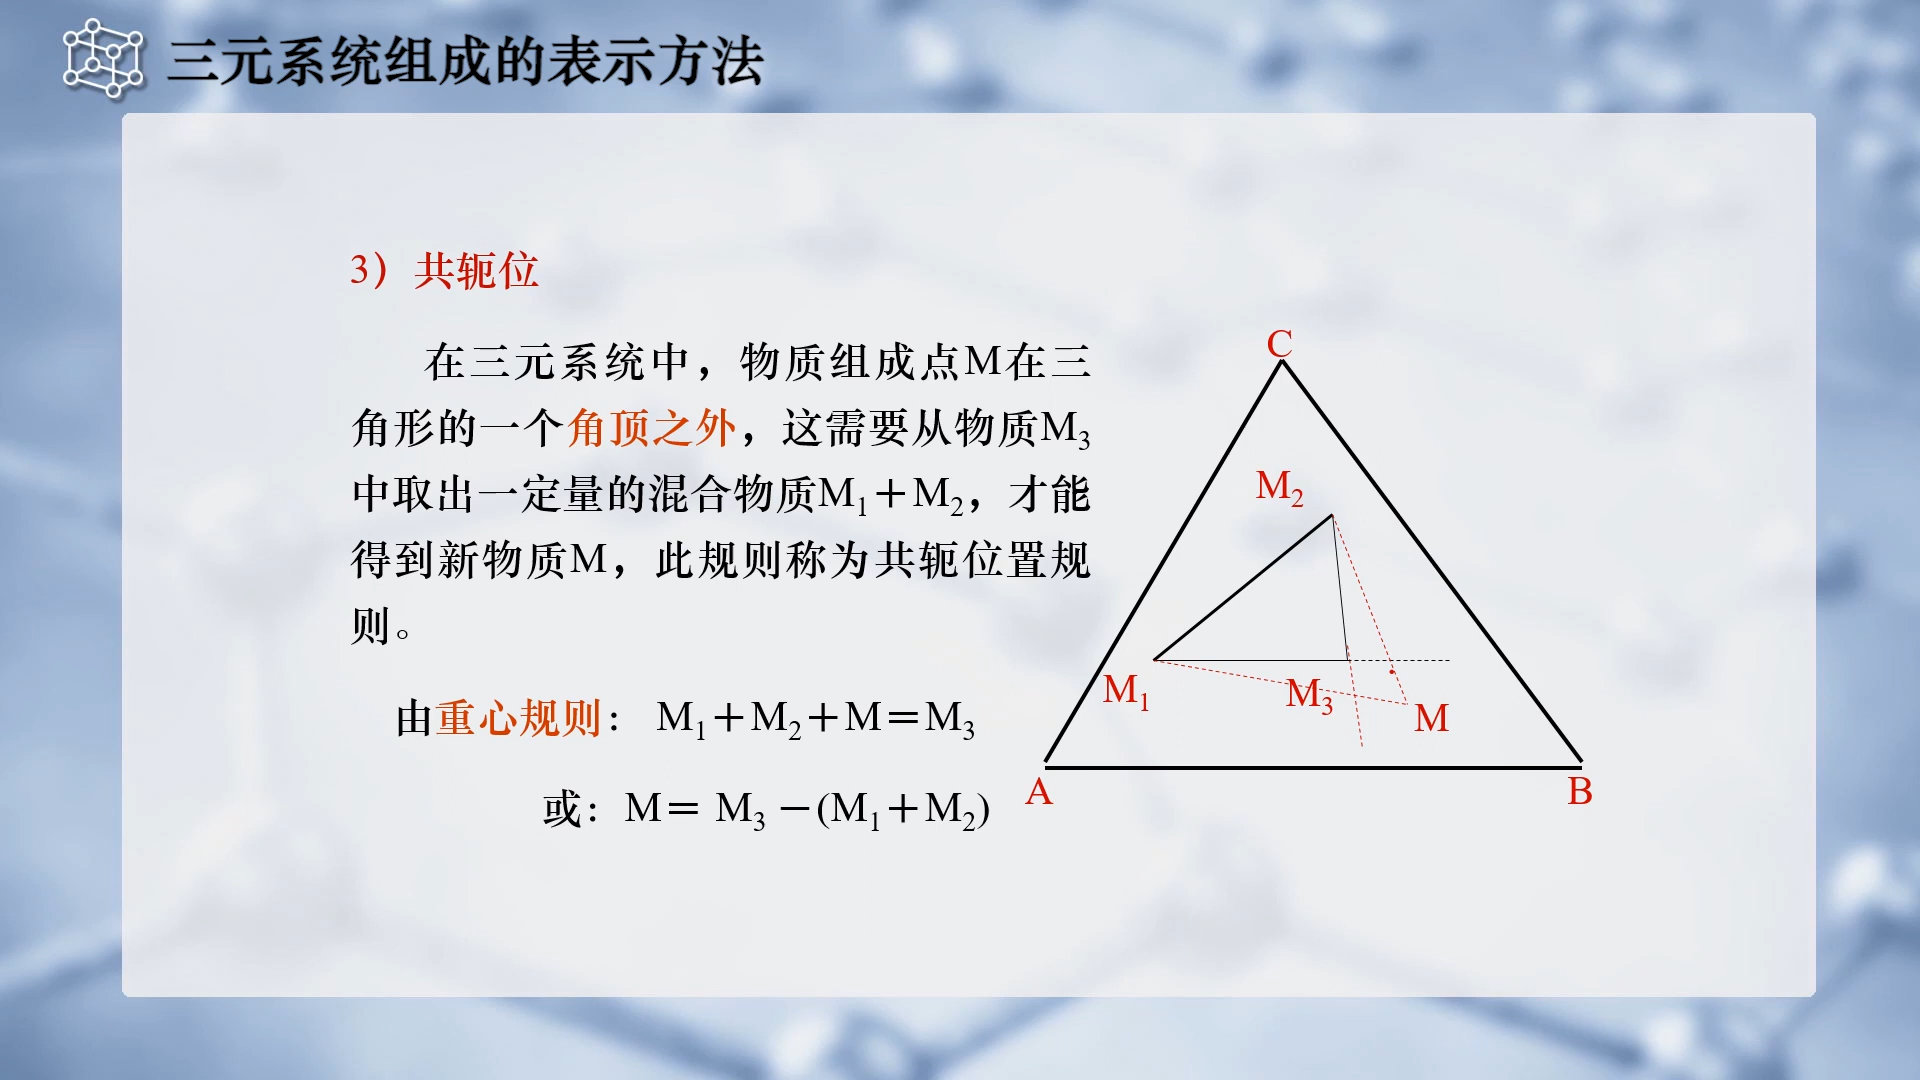 三元系统组成的表示方法
3）共轭位
在三元系统中，物质组成点M在三
角形的一个角顶之外，这需要从物质M₃
中取出一定量的混合物质M₁＋M₂，才能
得到新物质M，此规则称为共轭位置规
则。
由重心规则： M₁＋M₂＋M＝M₃
或：M＝ M₃ －(M₁＋M₂)
C
M₂
M₁
M₃
M
A
B